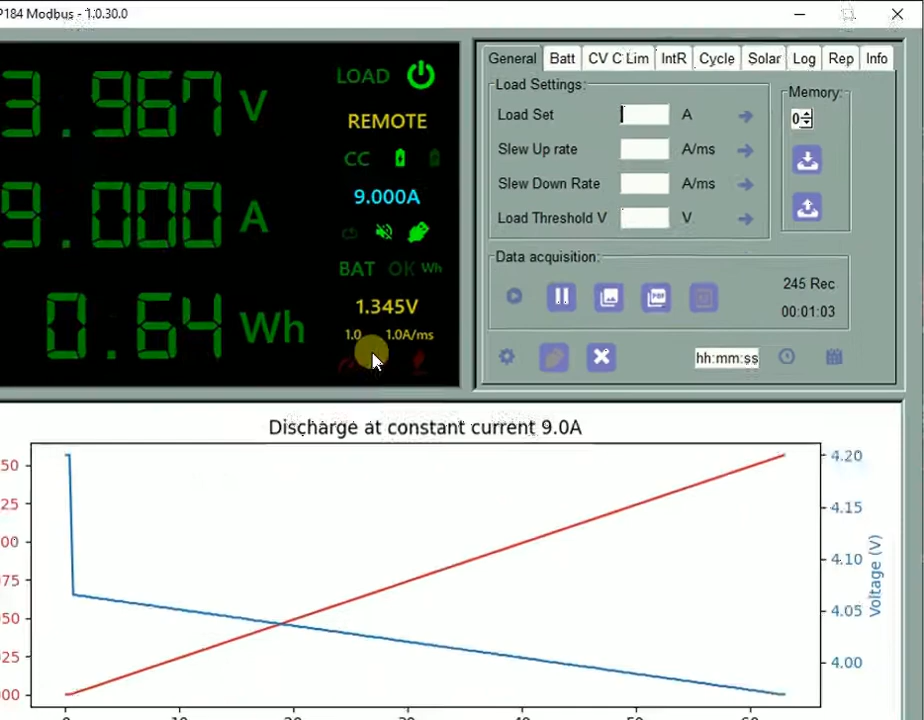 P184 Modbus - 1.0.30.0
3.967 V
LOAD
REMOTE
CC
9.000A
9.000 A
BAT OK Wh
1.345V
1.0 1.0A/ms
0.64 Wh
General Batt CV C Lim IntR Cycle Solar Log Rep Info
Load Settings:
Load Set A
Slew Up rate A/ms
Slew Down Rate A/ms
Load Threshold V V
Memory:
0
Data acquisition:
PDF
245 Rec
00:01:03
hh:mm:ss
Discharge at constant current 9.0A
50
25
00
75
50
25
00
4.20
4.15
4.10
4.05
4.00
Voltage (V)
0 10 20 30 40 50 60